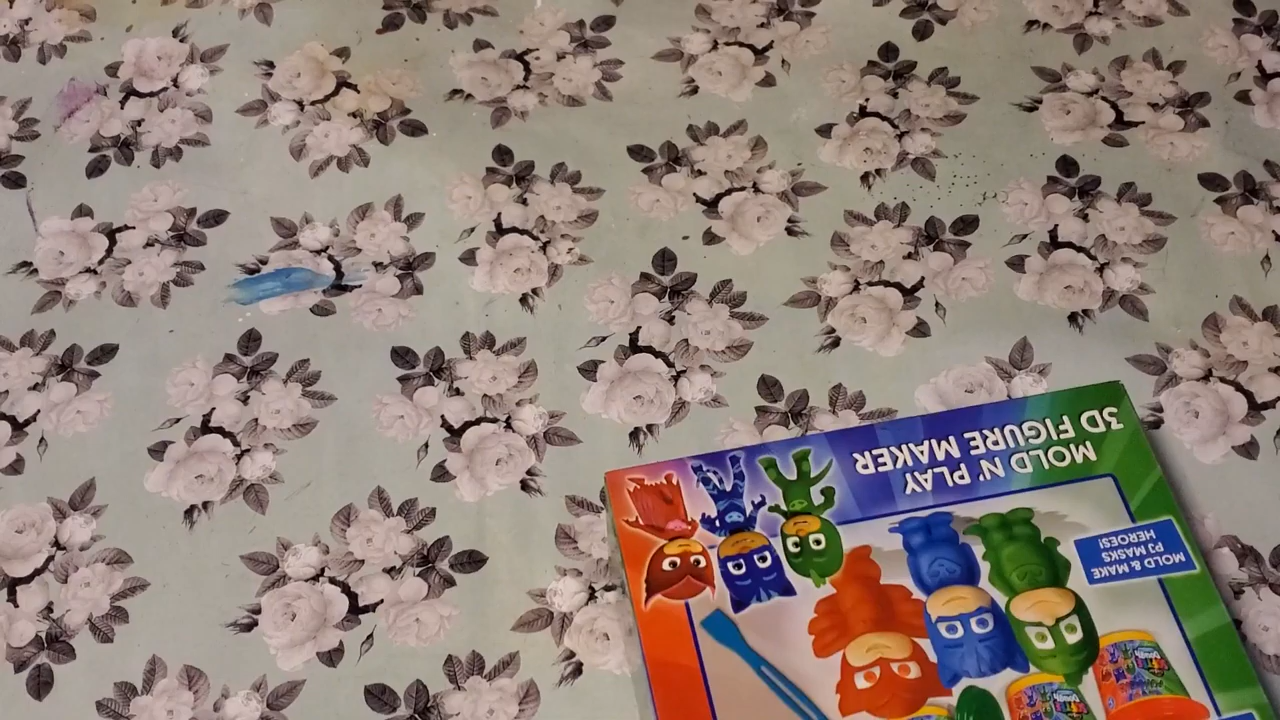 MOLD N' PLAY
3D FIGURE MAKER
MOLD & MAKE
PJ MASKS
HEROES!